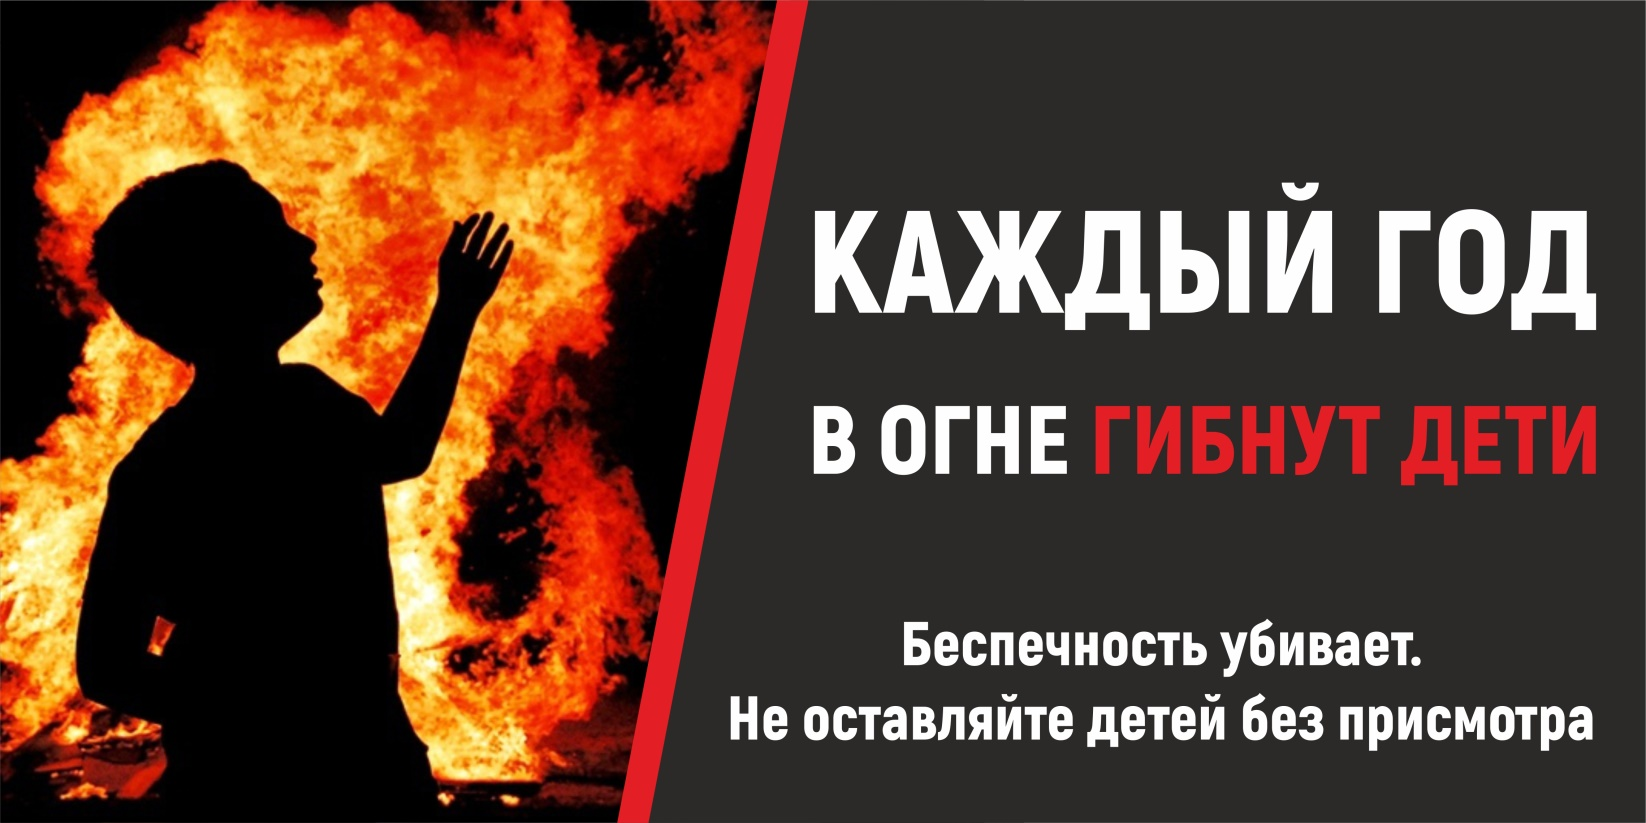 КАЖДЫЙ ГОД
В ОГНЕ ГИБНУТ ДЕТИ
Беспечность убивает.
Не оставляйте детей без присмотра